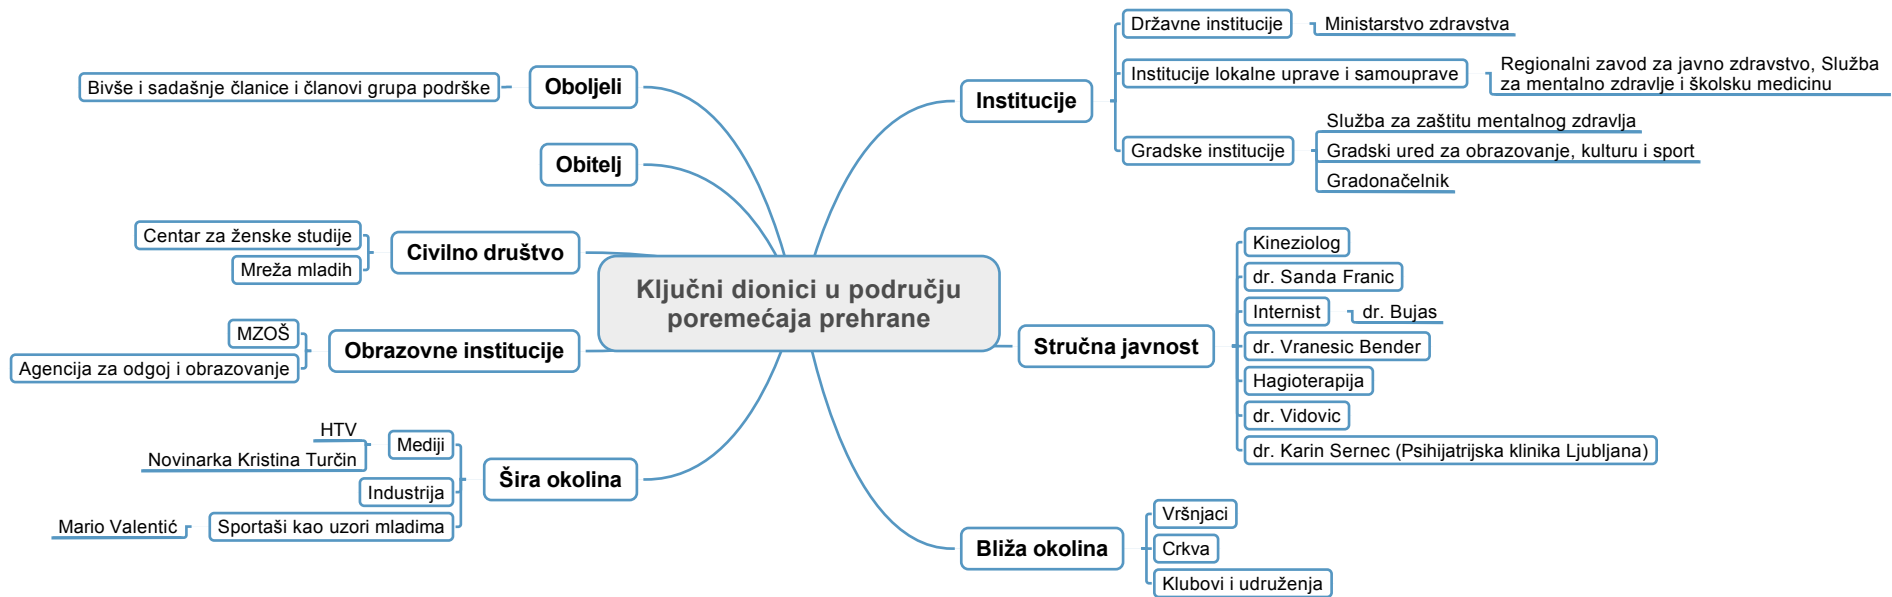 Ključni dionici u području
poremećaja prehrane
Institucije
Državne institucije
Ministarstvo zdravstva
Institucije lokalne uprave i samouprave
Regionalni zavod za javno zdravstvo, Služba
za mentalno zdravlje i školsku medicinu
Gradske institucije
Služba za zaštitu mentalnog zdravlja
Gradski ured za obrazovanje, kulturu i sport
Gradonačelnik
Stručna javnost
Kineziolog
dr. Sanda Franic
Internist
dr. Bujas
dr. Vranesic Bender
Hagioterapija
dr. Vidovic
dr. Karin Sernec (Psihijatrijska klinika Ljubljana)
Bliža okolina
Vršnjaci
Crkva
Klubovi i udruženja
Oboljeli
Bivše i sadašnje članice i članovi grupa podrške
Obitelj
Civilno društvo
Centar za ženske studije
Mreža mladih
Obrazovne institucije
MZOŠ
Agencija za odgoj i obrazovanje
Šira okolina
Mediji
HTV
Novinarka Kristina Turčin
Industrija
Sportaši kao uzori mladima
Mario Valentić